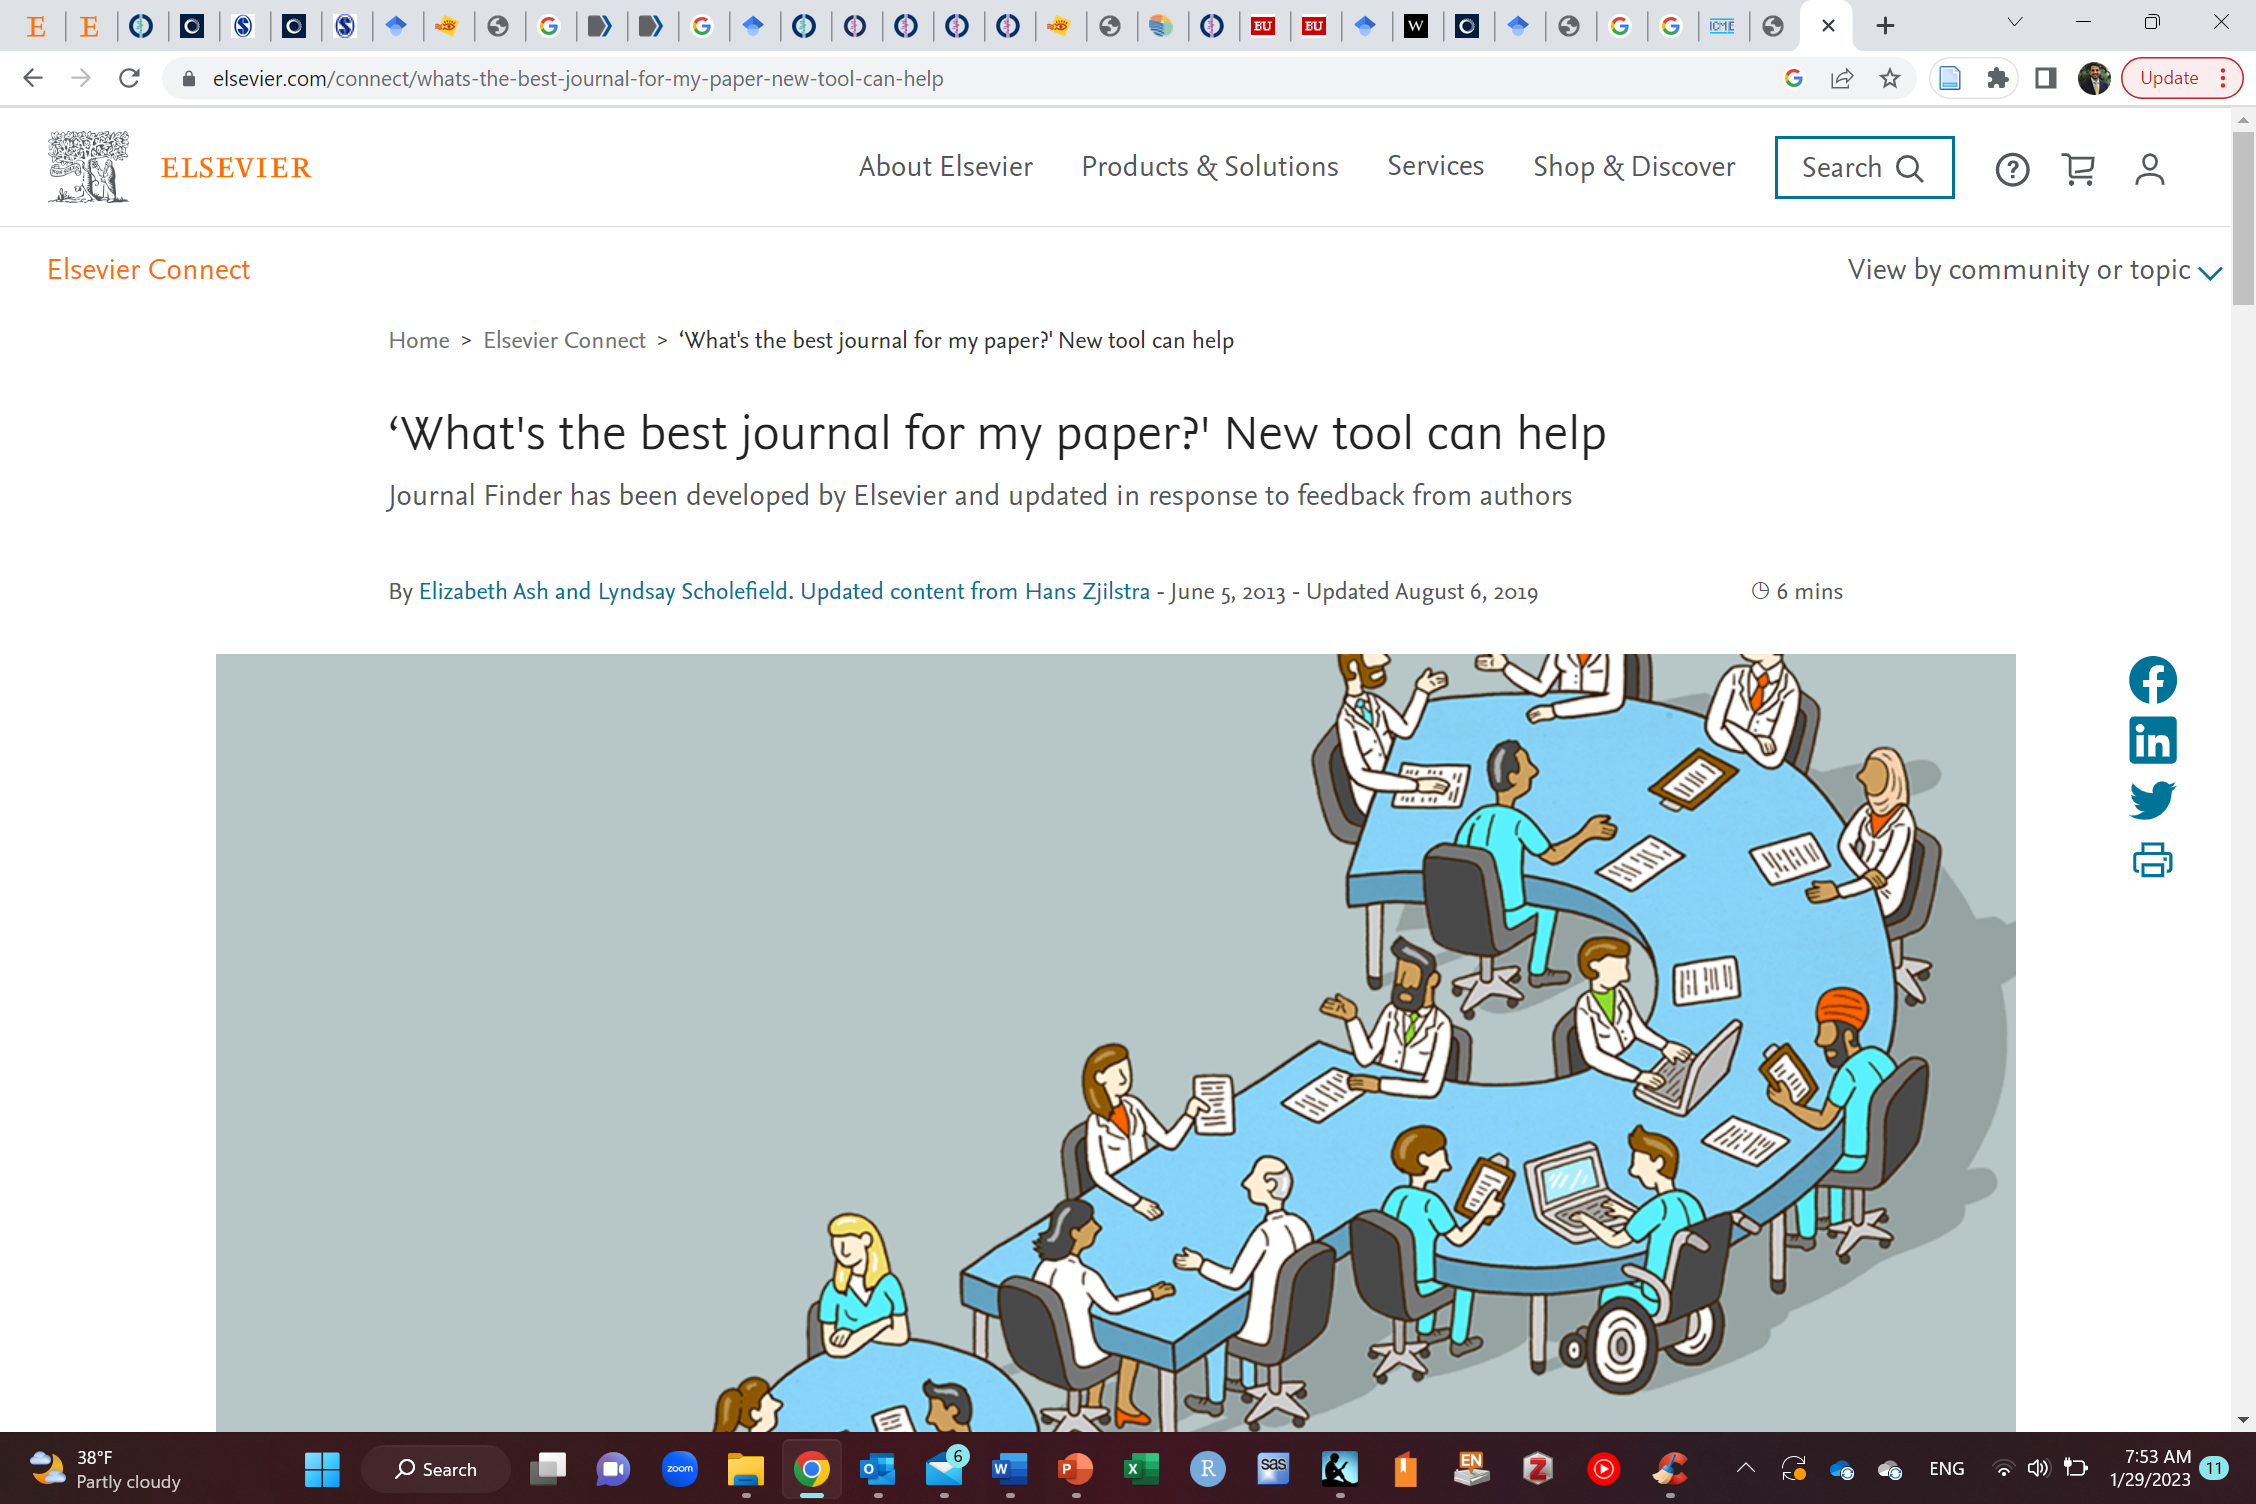 elsevier.com/connect/whats-the-best-journal-for-my-paper-new-tool-can-help
Update
ELSEVIER
About Elsevier
Products & Solutions
Services
Shop & Discover
Search
Elsevier Connect
View by community or topic
Home > Elsevier Connect > ‘What's the best journal for my paper?' New tool can help
‘What's the best journal for my paper?' New tool can help
Journal Finder has been developed by Elsevier and updated in response to feedback from authors
By Elizabeth Ash and Lyndsay Scholefield. Updated content from Hans Zjilstra - June 5, 2013 - Updated August 6, 2019
6 mins
38°F
Partly cloudy
Search
zoom
6
EN
sas
ENG
7:53 AM
1/29/2023
11